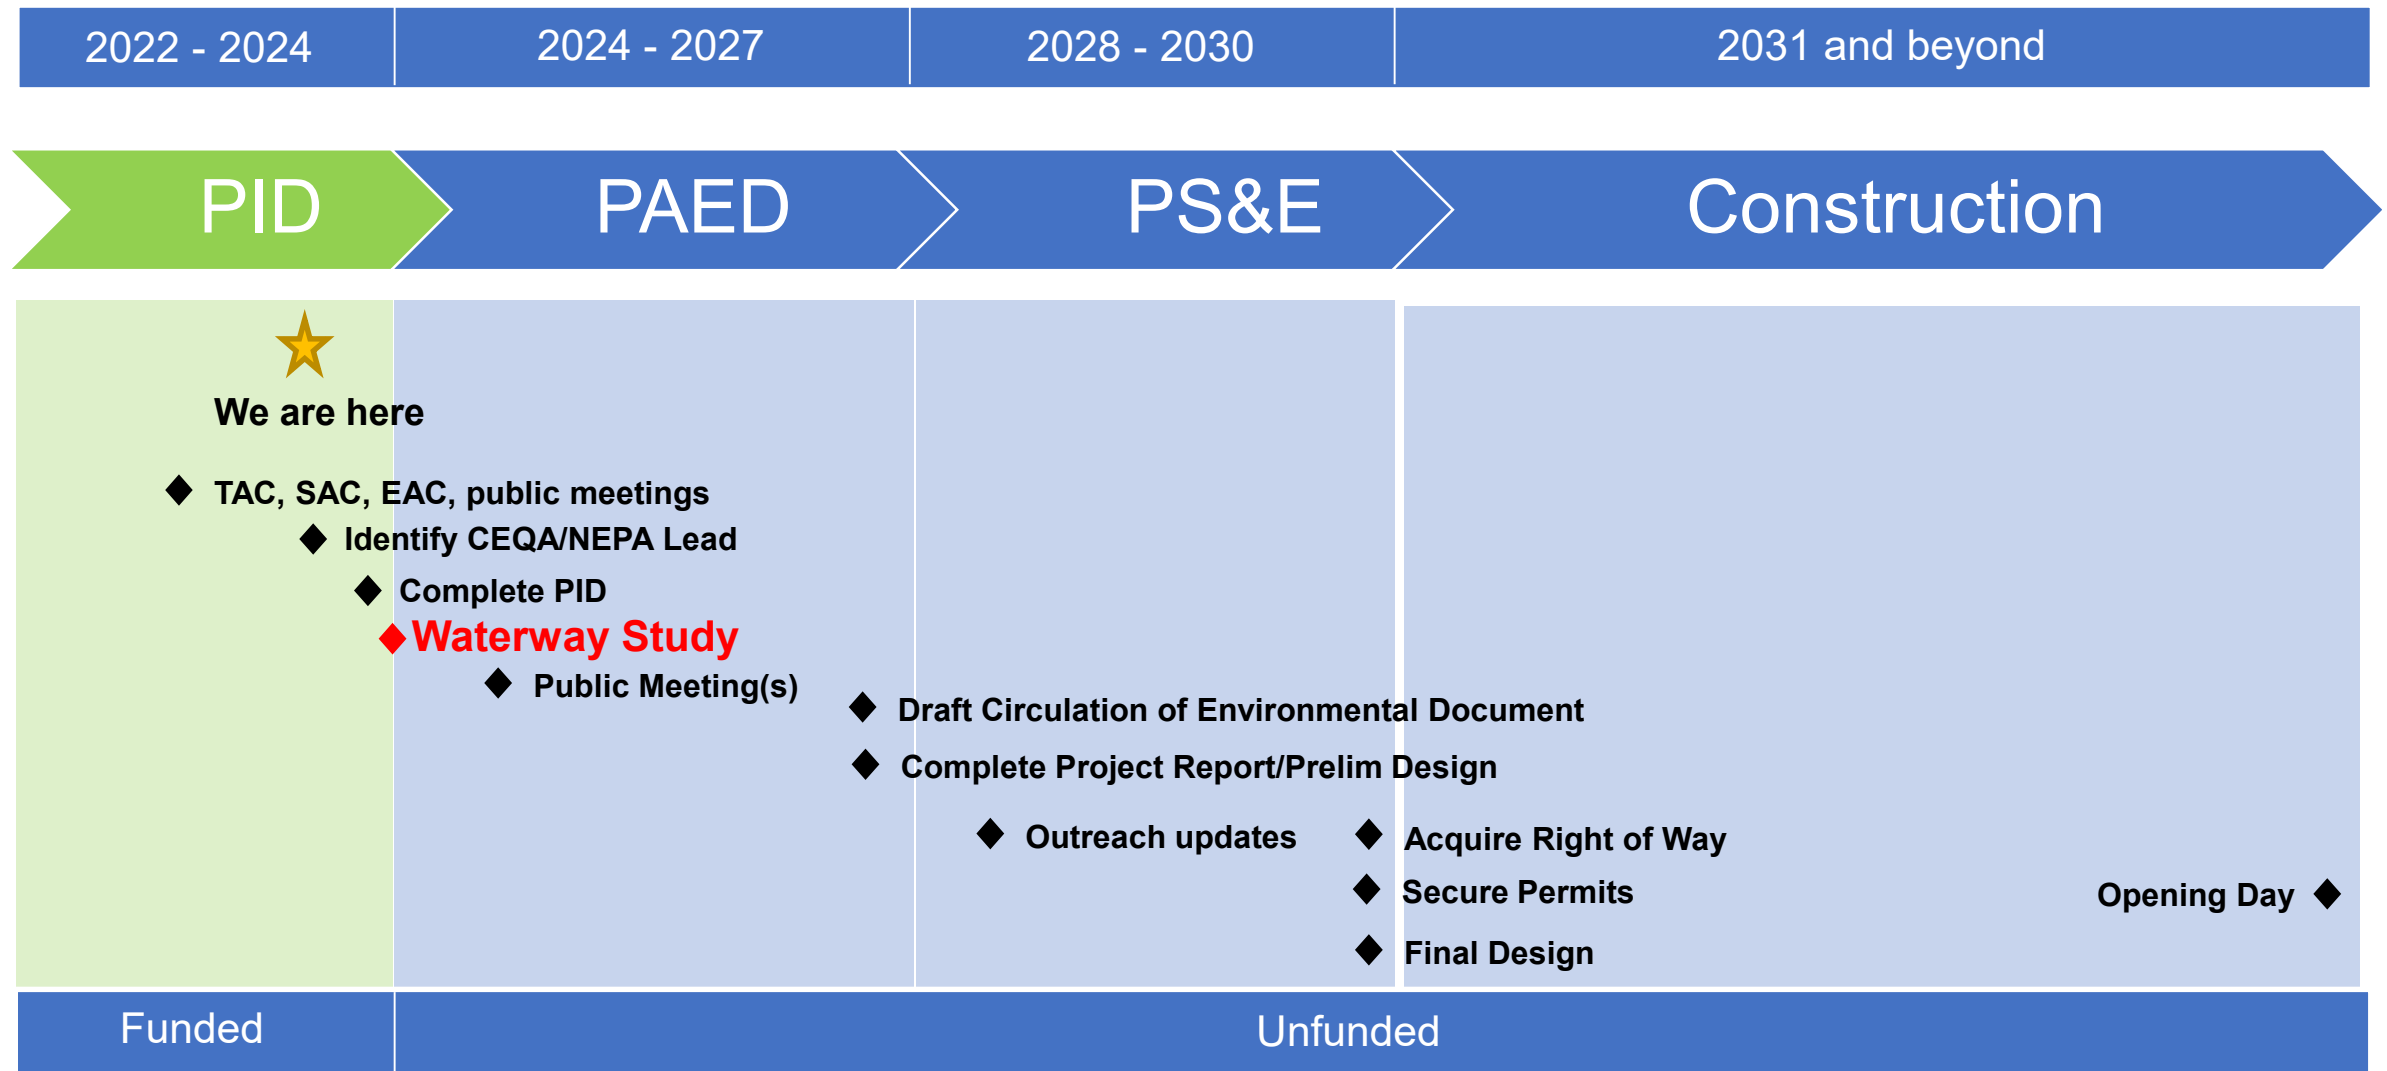 2022 - 2024
2024 - 2027
2028 - 2030
2031 and beyond
PID
PAED
PS&E
Construction
We are here
TAC, SAC, EAC, public meetings
Identify CEQA/NEPA Lead
Complete PID
Waterway Study
Public Meeting(s)
Draft Circulation of Environmental Document
Complete Project Report/Prelim Design
Outreach updates
Acquire Right of Way
Secure Permits
Opening Day
Final Design
Funded
Unfunded